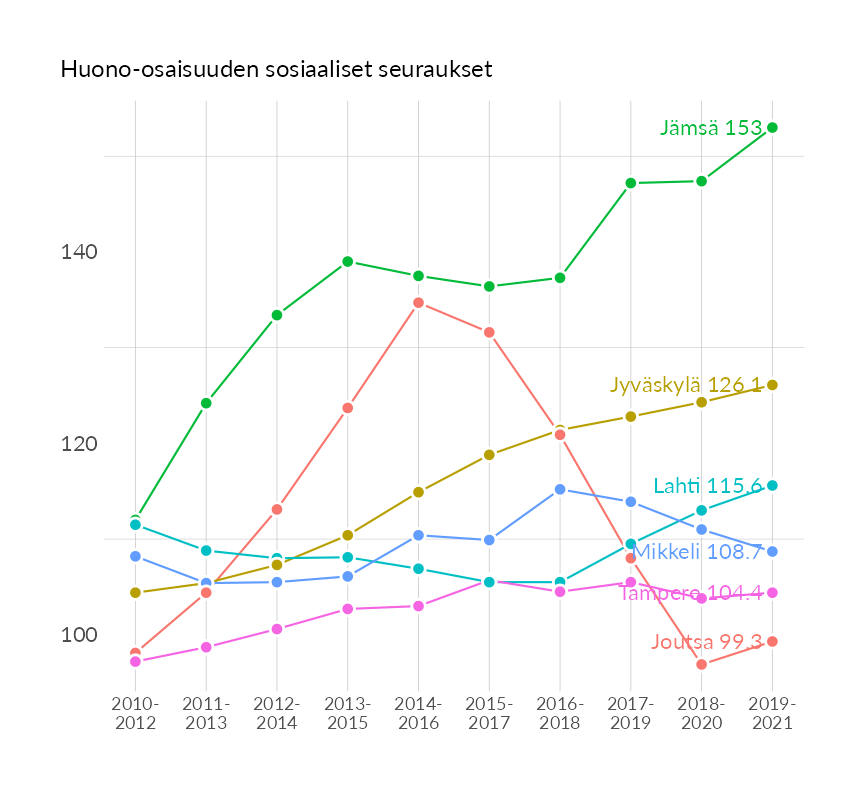 Huono-osaisuuden sosiaaliset seuraukset
Jämsä 153
140
Jyväskylä 126.1
120
Lahti 115.6
Mikkeli 108.7
Tampere 104.4
100
Joutsa 99.3
2010-2012
2011-2013
2012-2014
2013-2015
2014-2016
2015-2017
2016-2018
2017-2019
2018-2020
2019-2021